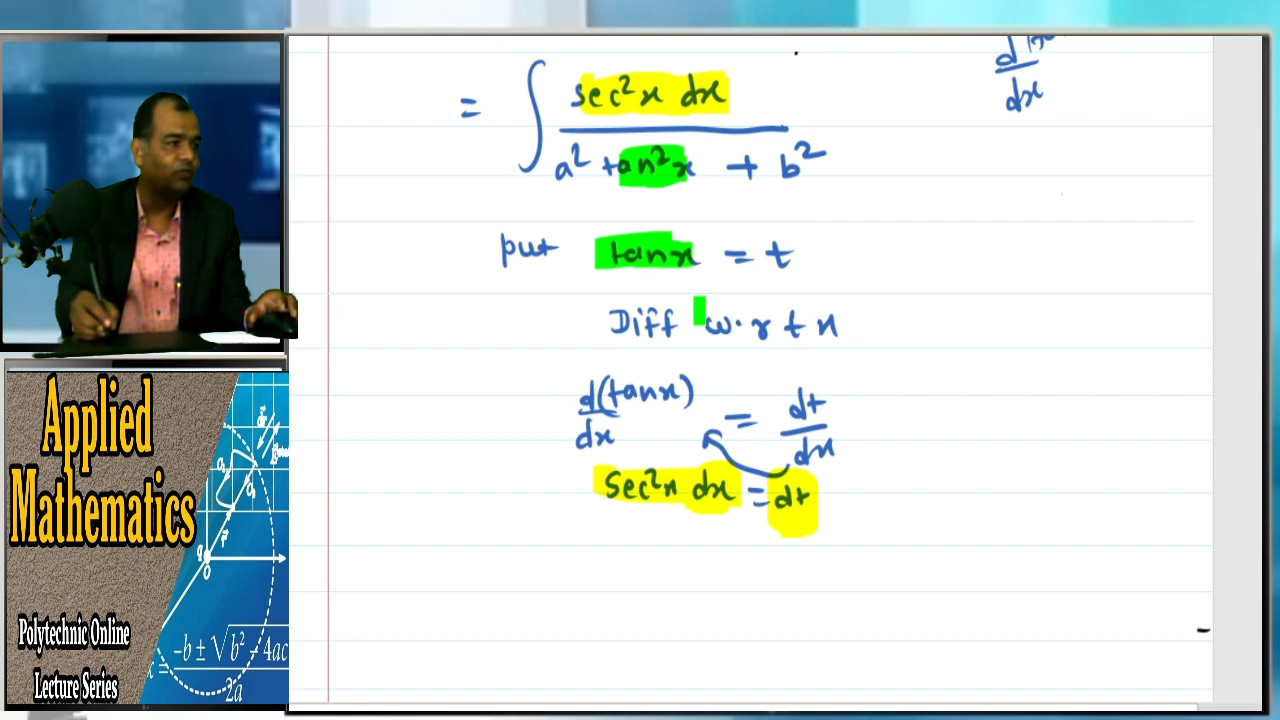 = ∫ sec²x dx / a² tan²x + b²
d
dx
put tanx = t
Diff w.r t x
d(tanx)/dx = dt/dx
sec²x dx = dt
Applied
Mathematics
Polytechnic Online
Lecture Series
-b ± √b² - 4ac
=
2a